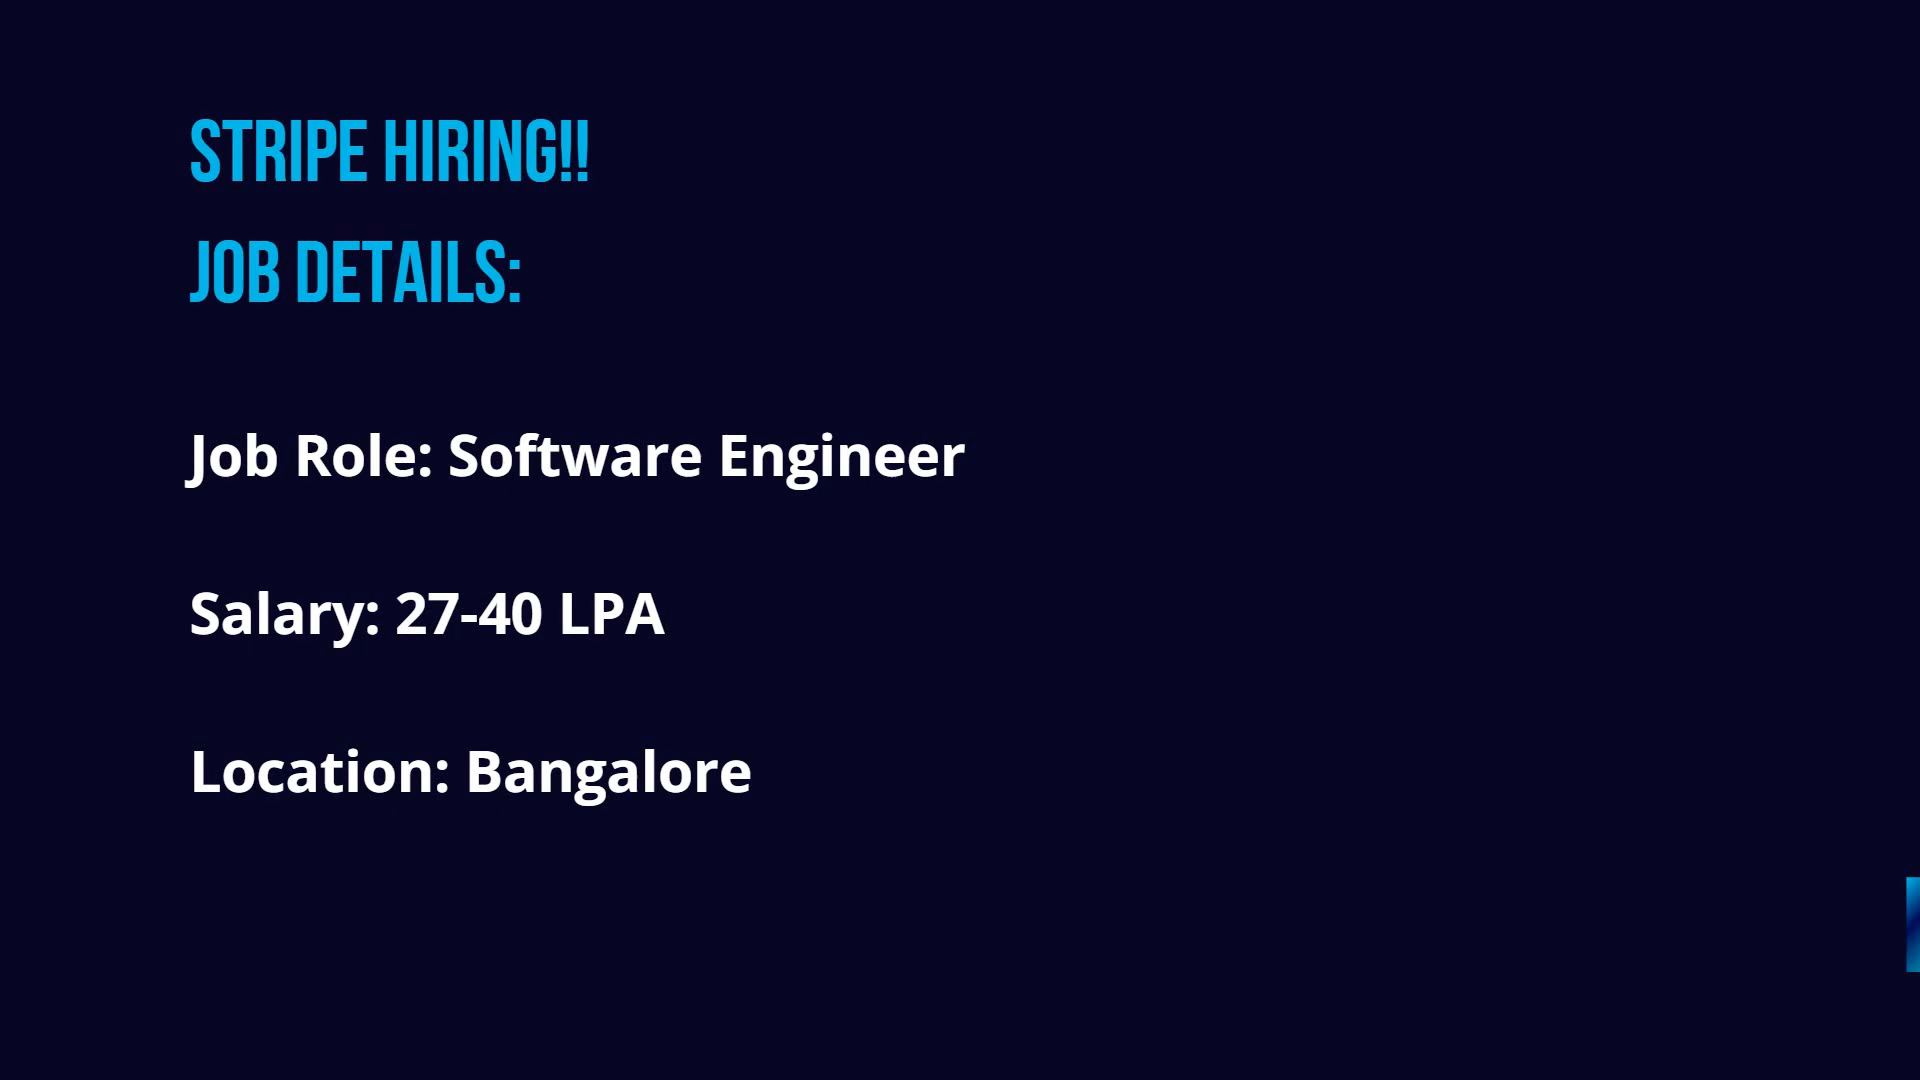 STRIPE HIRING!!
JOB DETAILS:
Job Role: Software Engineer
Salary: 27-40 LPA
Location: Bangalore